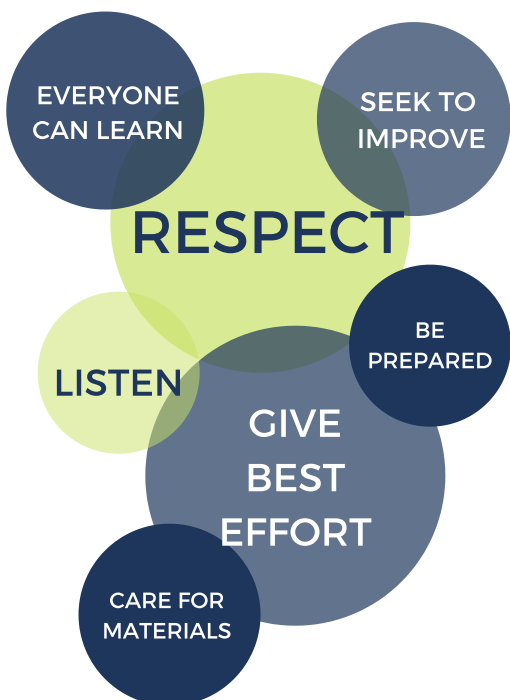 EVERYONE
CAN LEARN
SEEK TO
IMPROVE
RESPECT
BE
PREPARED
LISTEN
GIVE
BEST
EFFORT
CARE FOR
MATERIALS